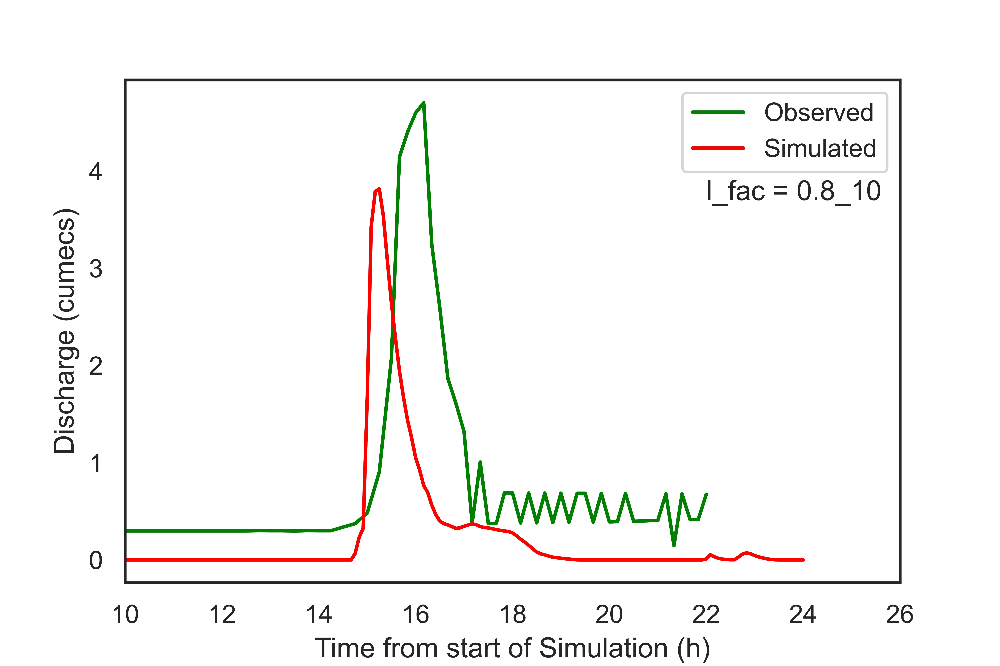 Observed
Simulated
I_fac = 0.8_10
Discharge (cumecs)
4
3
2
1
0
10 12 14 16 18 20 22 24 26
Time from start of Simulation (h)